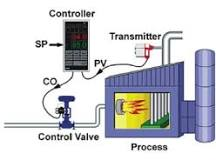 Controller
Transmitter
SP
PV
CO
Control Valve
Process